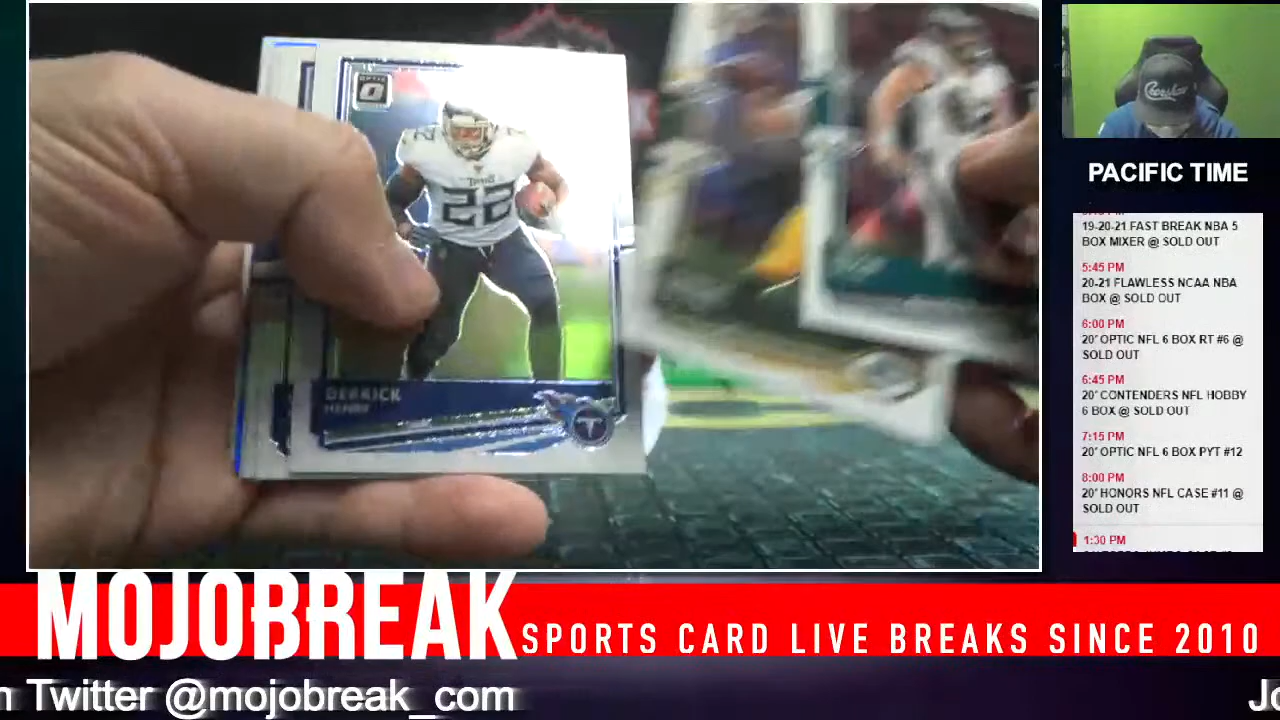 OPTIC
TITANS
22
DERRICK
HENRY
T
Crenshaw
PACIFIC TIME
19-20-21 FAST BREAK NBA 5
BOX MIXER @ SOLD OUT
5:45 PM
20-21 FLAWLESS NCAA NBA
BOX @ SOLD OUT
6:00 PM
20' OPTIC NFL 6 BOX RT #6 @
SOLD OUT
6:45 PM
20' CONTENDERS NFL HOBBY
6 BOX @ SOLD OUT
7:15 PM
20' OPTIC NFL 6 BOX PYT #12
8:00 PM
20' HONORS NFL CASE #11 @
SOLD OUT
1:30 PM
MOJOBREAK
SPORTS CARD LIVE BREAKS SINCE 2010
n Twitter @mojobreak_com
Jo